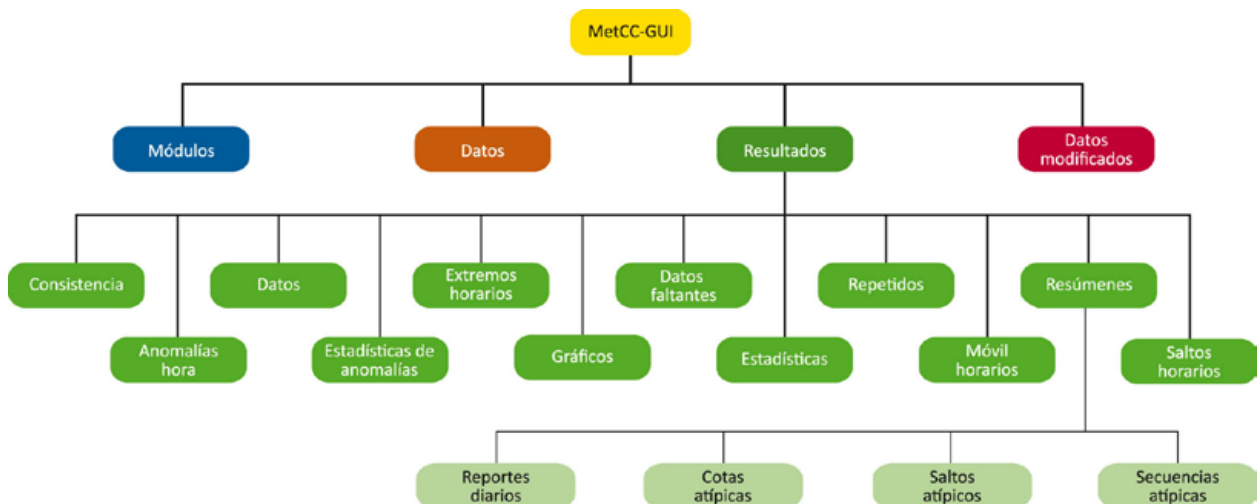 MetCC-GUI
Módulos
Datos
Resultados
Datos
modificados
Consistencia
Datos
Extremos
horarios
Datos
faltantes
Repetidos
Resúmenes
Anomalías
hora
Estadísticas de
anomalías
Gráficos
Estadísticas
Móvil
horarios
Saltos
horarios
Reportes
diarios
Cotas
atípicas
Saltos
atípicos
Secuencias
atípicas